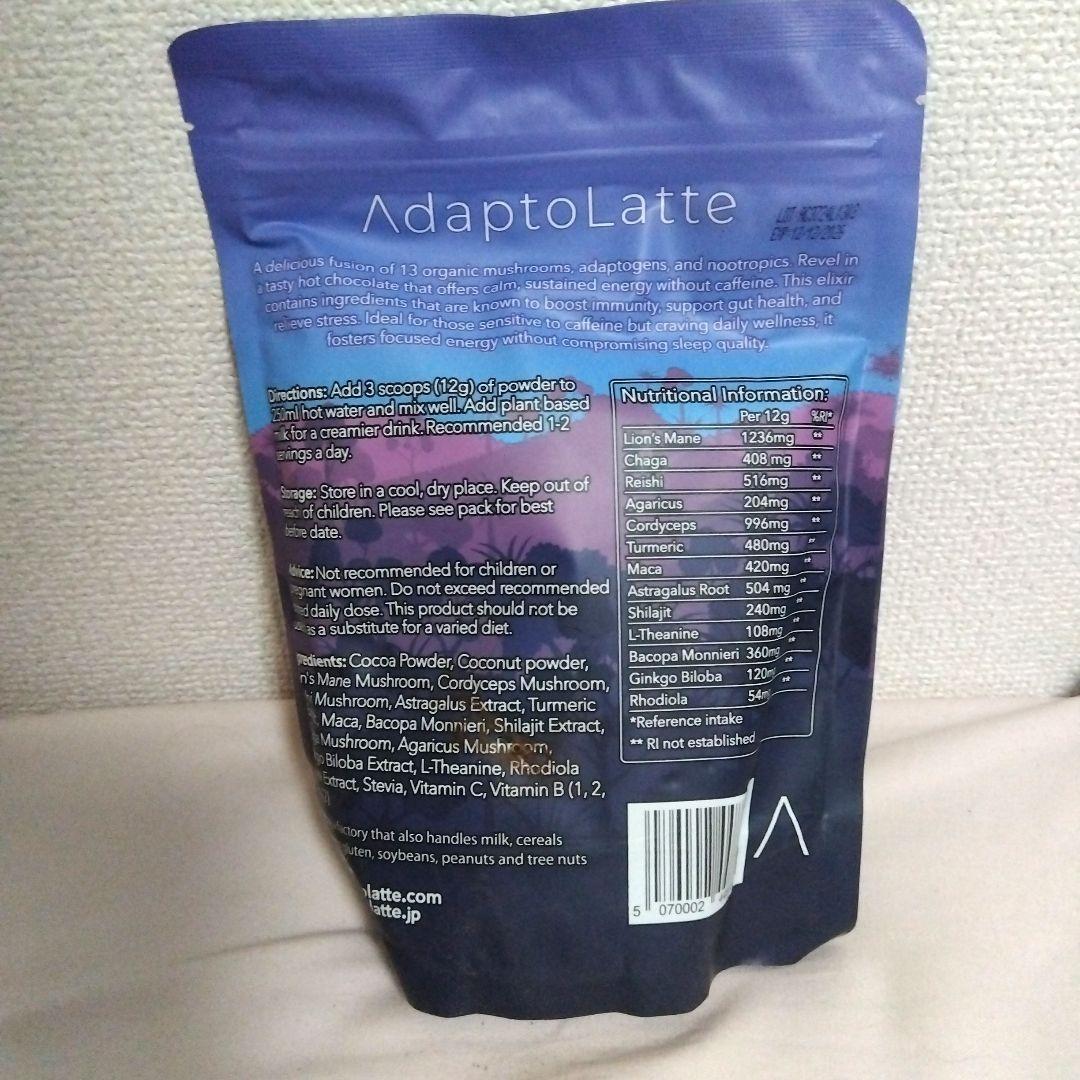 AdaptoLatte
EXP 12/12/2025
A delicious fusion of 13 organic mushrooms, adaptogens, and nootropics. Revel in
a tasty hot chocolate that offers calm, sustained energy without caffeine. This elixir
contains ingredients that are known to boost immunity, support gut health, and
relieve stress. Ideal for those sensitive to caffeine but craving daily wellness, it
fosters focused energy without compromising sleep quality.
Directions: Add 3 scoops (12g) of powder to
250ml hot water and mix well. Add plant based
for a creamier drink. Recommended 1-2
a day.
Storage: Store in a cool, dry place. Keep out of
of children. Please see pack for best
before date.
Not recommended for children or
women. Do not exceed recommended
daily dose. This product should not be
as a substitute for a varied diet.
Cocoa Powder, Coconut powder,
Mane Mushroom, Cordyceps Mushroom,
Mushroom, Astragalus Extract, Turmeric
Maca, Bacopa Monnieri, Shilajit Extract,
Mushroom, Agaricus Mushroom,
Biloba Extract, L-Theanine, Rhodiola
Extract, Stevia, Vitamin C, Vitamin B (1, 2,
that also handles milk, cereals
soybeans, peanuts and tree nuts
latte.com
latte.jp
Nutritional Information:
Per 12g %RI*
Lion's Mane 1236mg **
Chaga 408 mg **
Reishi 516mg **
Agaricus 204mg **
Cordyceps 996mg **
Turmeric 480mg **
Maca 420mg **
Astragalus Root 504 mg **
Shilajit 240mg **
L-Theanine 108mg **
Bacopa Monnieri 360mg **
Ginkgo Biloba 120mg **
Rhodiola 54mg **
*Reference intake
** RI not established
5 070002